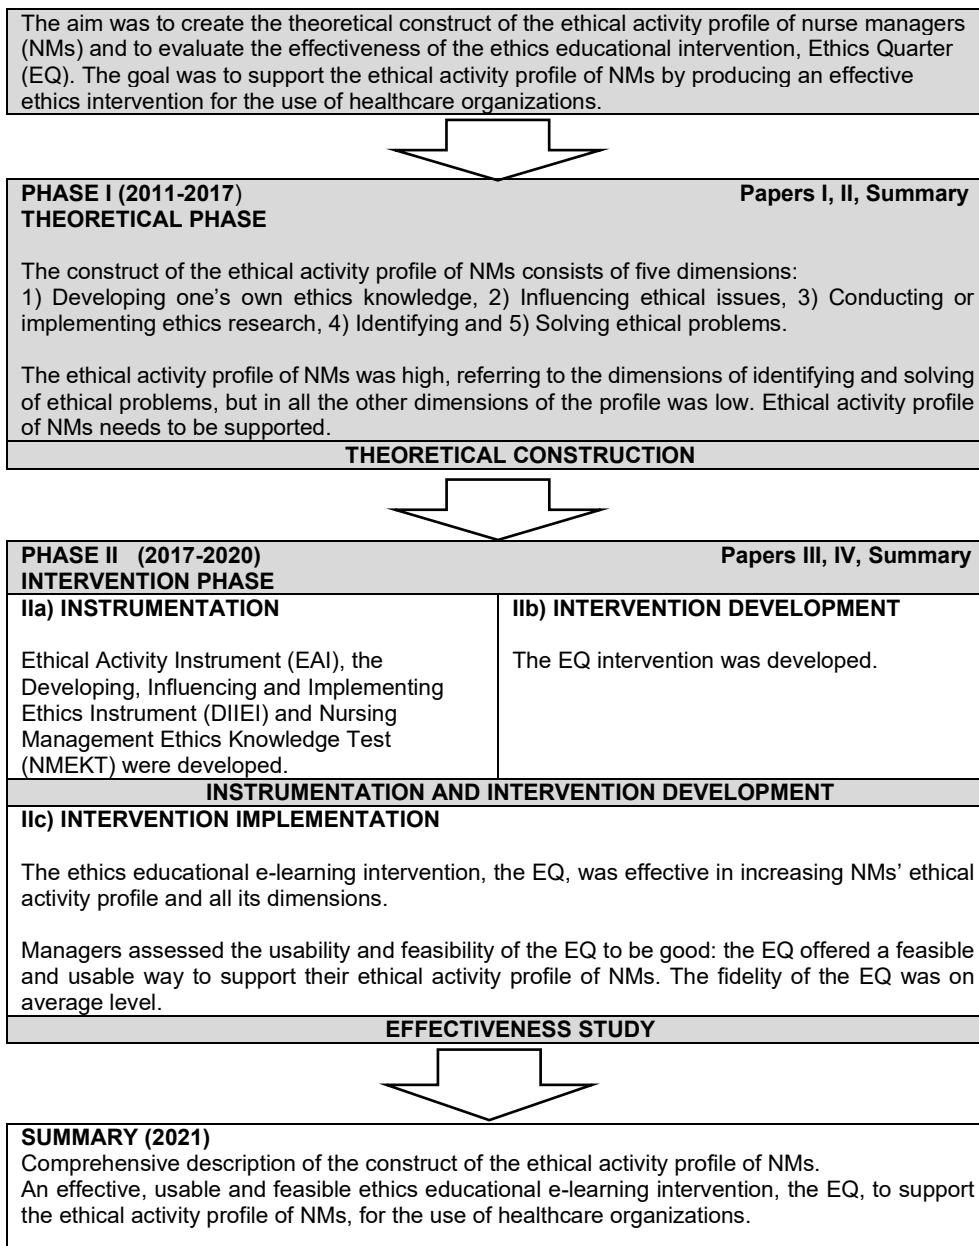 The aim was to create the theoretical construct of the ethical activity profile of nurse managers
(NMs) and to evaluate the effectiveness of the ethics educational intervention, Ethics Quarter
(EQ). The goal was to support the ethical activity profile of NMs by producing an effective
ethics intervention for the use of healthcare organizations.
PHASE I (2011-2017) Papers I, II, Summary
THEORETICAL PHASE
The construct of the ethical activity profile of NMs consists of five dimensions:
1) Developing one’s own ethics knowledge, 2) Influencing ethical issues, 3) Conducting or
implementing ethics research, 4) Identifying and 5) Solving ethical problems.
The ethical activity profile of NMs was high, referring to the dimensions of identifying and solving
of ethical problems, but in all the other dimensions of the profile was low. Ethical activity profile
of NMs needs to be supported.
THEORETICAL CONSTRUCTION
PHASE II (2017-2020) Papers III, IV, Summary
INTERVENTION PHASE
IIa) INSTRUMENTATION
Ethical Activity Instrument (EAI), the
Developing, Influencing and Implementing
Ethics Instrument (DIIEI) and Nursing
Management Ethics Knowledge Test
(NMEKT) were developed.
IIb) INTERVENTION DEVELOPMENT
The EQ intervention was developed.
INSTRUMENTATION AND INTERVENTION DEVELOPMENT
IIc) INTERVENTION IMPLEMENTATION
The ethics educational e-learning intervention, the EQ, was effective in increasing NMs’ ethical
activity profile and all its dimensions.
Managers assessed the usability and feasibility of the EQ to be good: the EQ offered a feasible
and usable way to support their ethical activity profile of NMs. The fidelity of the EQ was on
average level.
EFFECTIVENESS STUDY
SUMMARY (2021)
Comprehensive description of the construct of the ethical activity profile of NMs.
An effective, usable and feasible ethics educational e-learning intervention, the EQ, to support
the ethical activity profile of NMs, for the use of healthcare organizations.